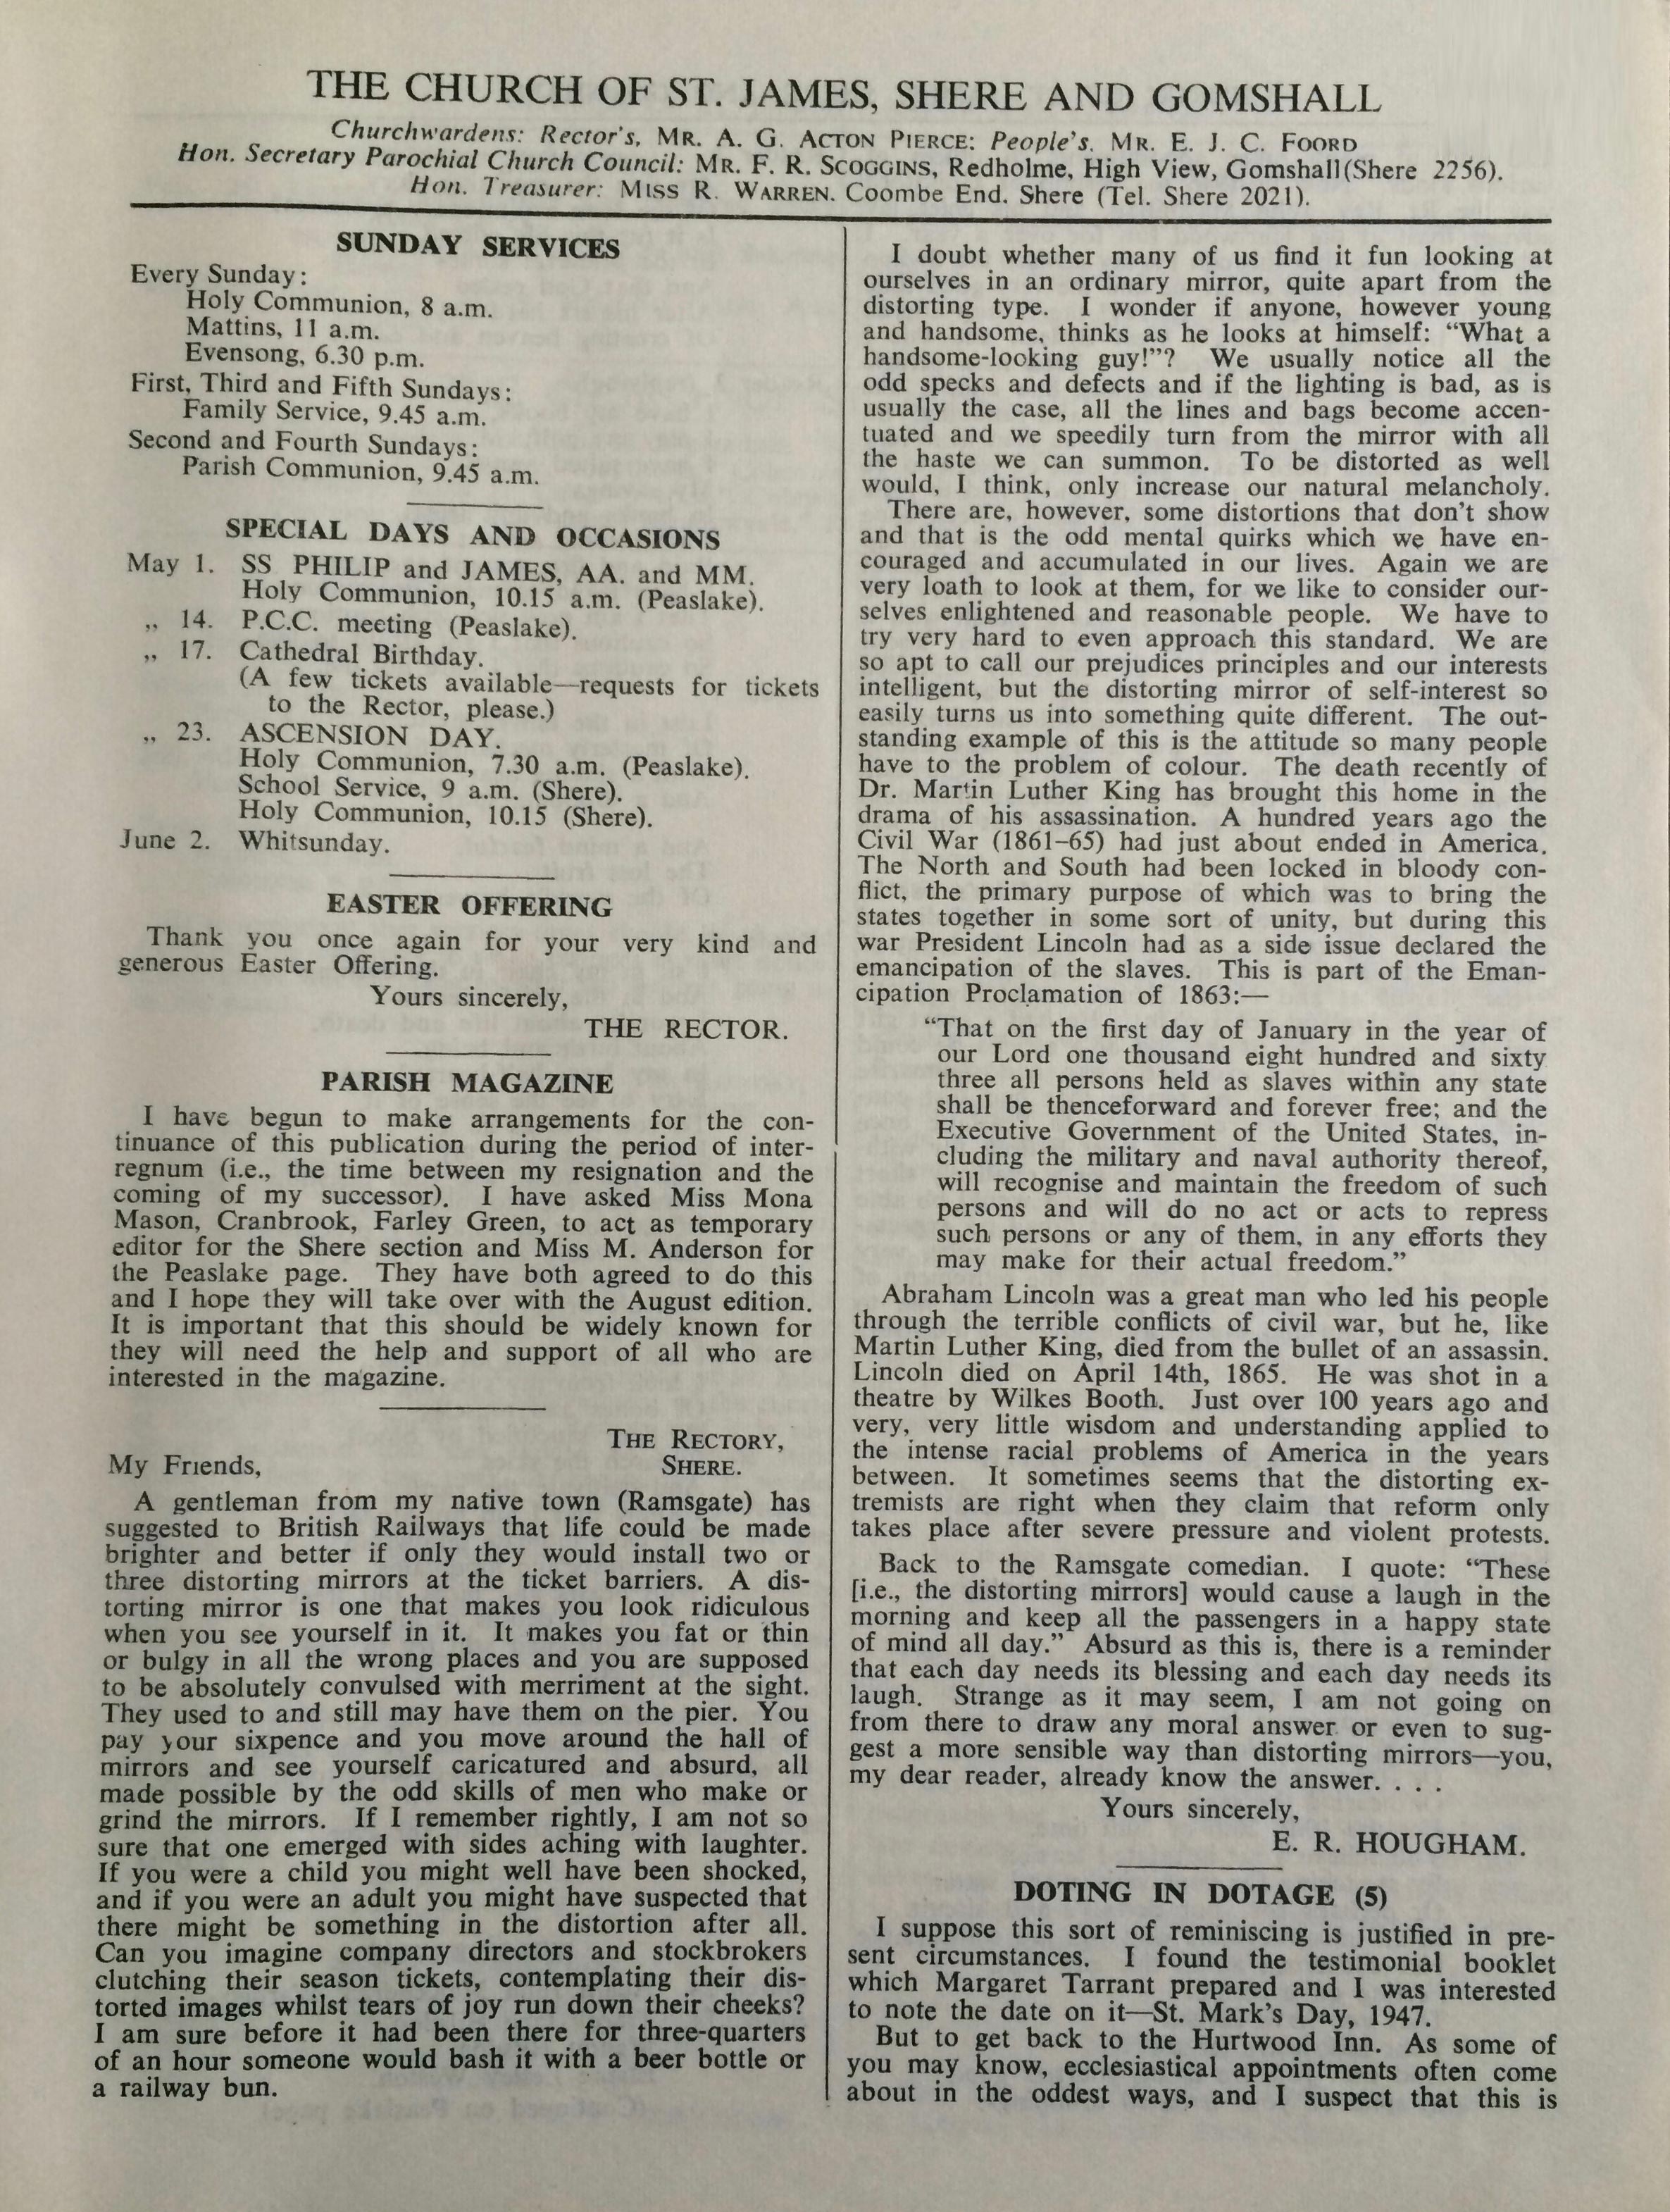 THE CHURCH OF ST. JAMES, SHERE AND GOMSHALL
Churchwardens: Rector's, MR. A. G. ACTON PIERCE: People's, MR. E. J. C. FOORD
Hon. Secretary Parochial Church Council: MR. F. R. SCOGGINS, Redholme, High View, Gomshall (Shere 2256).
Hon. Treasurer: MISS R. WARREN. Coombe End. Shere (Tel. Shere 2021).
SUNDAY SERVICES
Every Sunday:
Holy Communion, 8 a.m.
Mattins, 11 a.m.
Evensong, 6.30 p.m.
First, Third and Fifth Sundays:
Family Service, 9.45 a.m.
Second and Fourth Sundays:
Parish Communion, 9.45 a.m.
SPECIAL DAYS AND OCCASIONS
May 1. SS PHILIP and JAMES, AA. and MM.
Holy Communion, 10.15 a.m. (Peaslake).
„ 14. P.C.C. meeting (Peaslake).
„ 17. Cathedral Birthday.
(A few tickets available—requests for tickets
to the Rector, please.)
„ 23. ASCENSION DAY.
Holy Communion, 7.30 a.m. (Peaslake).
School Service, 9 a.m. (Shere).
Holy Communion, 10.15 (Shere).
June 2. Whitsunday.
EASTER OFFERING
Thank you once again for your very kind and
generous Easter Offering.
Yours sincerely,
THE RECTOR.
PARISH MAGAZINE
I have begun to make arrangements for the con-
tinuance of this publication during the period of inter-
regnum (i.e., the time between my resignation and the
coming of my successor). I have asked Miss Mona
Mason, Cranbrook, Farley Green, to act as temporary
editor for the Shere section and Miss M. Anderson for
the Peaslake page. They have both agreed to do this
and I hope they will take over with the August edition.
It is important that this should be widely known for
they will need the help and support of all who are
interested in the magazine.
THE RECTORY,
My Friends, SHERE.
A gentleman from my native town (Ramsgate) has
suggested to British Railways that life could be made
brighter and better if only they would install two or
three distorting mirrors at the ticket barriers. A dis-
torting mirror is one that makes you look ridiculous
when you see yourself in it. It makes you fat or thin
or bulgy in all the wrong places and you are supposed
to be absolutely convulsed with merriment at the sight.
They used to and still may have them on the pier. You
pay your sixpence and you move around the hall of
mirrors and see yourself caricatured and absurd, all
made possible by the odd skills of men who make or
grind the mirrors. If I remember rightly, I am not so
sure that one emerged with sides aching with laughter.
If you were a child you might well have been shocked,
and if you were an adult you might have suspected that
there might be something in the distortion after all.
Can you imagine company directors and stockbrokers
clutching their season tickets, contemplating their dis-
torted images whilst tears of joy run down their cheeks?
I am sure before it had been there for three-quarters
of an hour someone would bash it with a beer bottle or
a railway bun.
I doubt whether many of us find it fun looking at
ourselves in an ordinary mirror, quite apart from the
distorting type. I wonder if anyone, however young
and handsome, thinks as he looks at himself: "What a
handsome-looking guy!"? We usually notice all the
odd specks and defects and if the lighting is bad, as is
usually the case, all the lines and bags become accen-
tuated and we speedily turn from the mirror with all
the haste we can summon. To be distorted as well
would, I think, only increase our natural melancholy.
There are, however, some distortions that don't show
and that is the odd mental quirks which we have en-
couraged and accumulated in our lives. Again we are
very loath to look at them, for we like to consider our-
selves enlightened and reasonable people. We have to
try very hard to even approach this standard. We are
so apt to call our prejudices principles and our interests
intelligent, but the distorting mirror of self-interest so
easily turns us into something quite different. The out-
standing example of this is the attitude so many people
have to the problem of colour. The death recently of
Dr. Martin Luther King has brought this home in the
drama of his assassination. A hundred years ago the
Civil War (1861–65) had just about ended in America.
The North and South had been locked in bloody con-
flict, the primary purpose of which was to bring the
states together in some sort of unity, but during this
war President Lincoln had as a side issue declared the
emancipation of the slaves. This is part of the Eman-
cipation Proclamation of 1863:—
"That on the first day of January in the year of
our Lord one thousand eight hundred and sixty
three all persons held as slaves within any state
shall be thenceforward and forever free; and the
Executive Government of the United States, in-
cluding the military and naval authority thereof,
will recognise and maintain the freedom of such
persons and will do no act or acts to repress
such persons or any of them, in any efforts they
may make for their actual freedom."
Abraham Lincoln was a great man who led his people
through the terrible conflicts of civil war, but he, like
Martin Luther King, died from the bullet of an assassin.
Lincoln died on April 14th, 1865. He was shot in a
theatre by Wilkes Booth. Just over 100 years ago and
very, very little wisdom and understanding applied to
the intense racial problems of America in the years
between. It sometimes seems that the distorting ex-
tremists are right when they claim that reform only
takes place after severe pressure and violent protests.
Back to the Ramsgate comedian. I quote: "These
[i.e., the distorting mirrors] would cause a laugh in the
morning and keep all the passengers in a happy state
of mind all day." Absurd as this is, there is a reminder
that each day needs its blessing and each day needs its
laugh. Strange as it may seem, I am not going on
from there to draw any moral answer or even to sug-
gest a more sensible way than distorting mirrors—you,
my dear reader, already know the answer. . . .
Yours sincerely,
E. R. HOUGHAM.
DOTING IN DOTAGE (5)
I suppose this sort of reminiscing is justified in pre-
sent circumstances. I found the testimonial booklet
which Margaret Tarrant prepared and I was interested
to note the date on it—St. Mark's Day, 1947.
But to get back to the Hurtwood Inn. As some of
you may know, ecclesiastical appointments often come
about in the oddest ways, and I suspect that this is